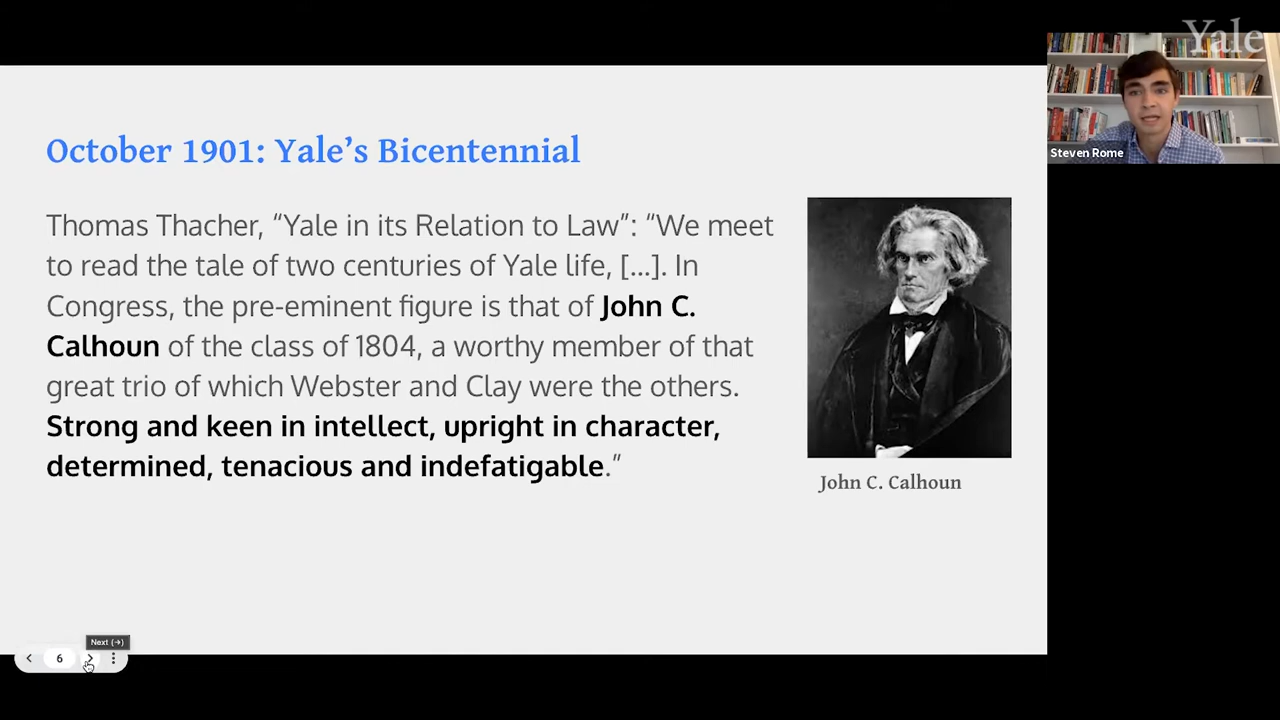 Yale
Steven Rome
October 1901: Yale’s Bicentennial
Thomas Thacher, “Yale in its Relation to Law”: “We meet
to read the tale of two centuries of Yale life, [...]. In
Congress, the pre-eminent figure is that of John C.
Calhoun of the class of 1804, a worthy member of that
great trio of which Webster and Clay were the others.
Strong and keen in intellect, upright in character,
determined, tenacious and indefatigable.”
John C. Calhoun
Next (→)
6